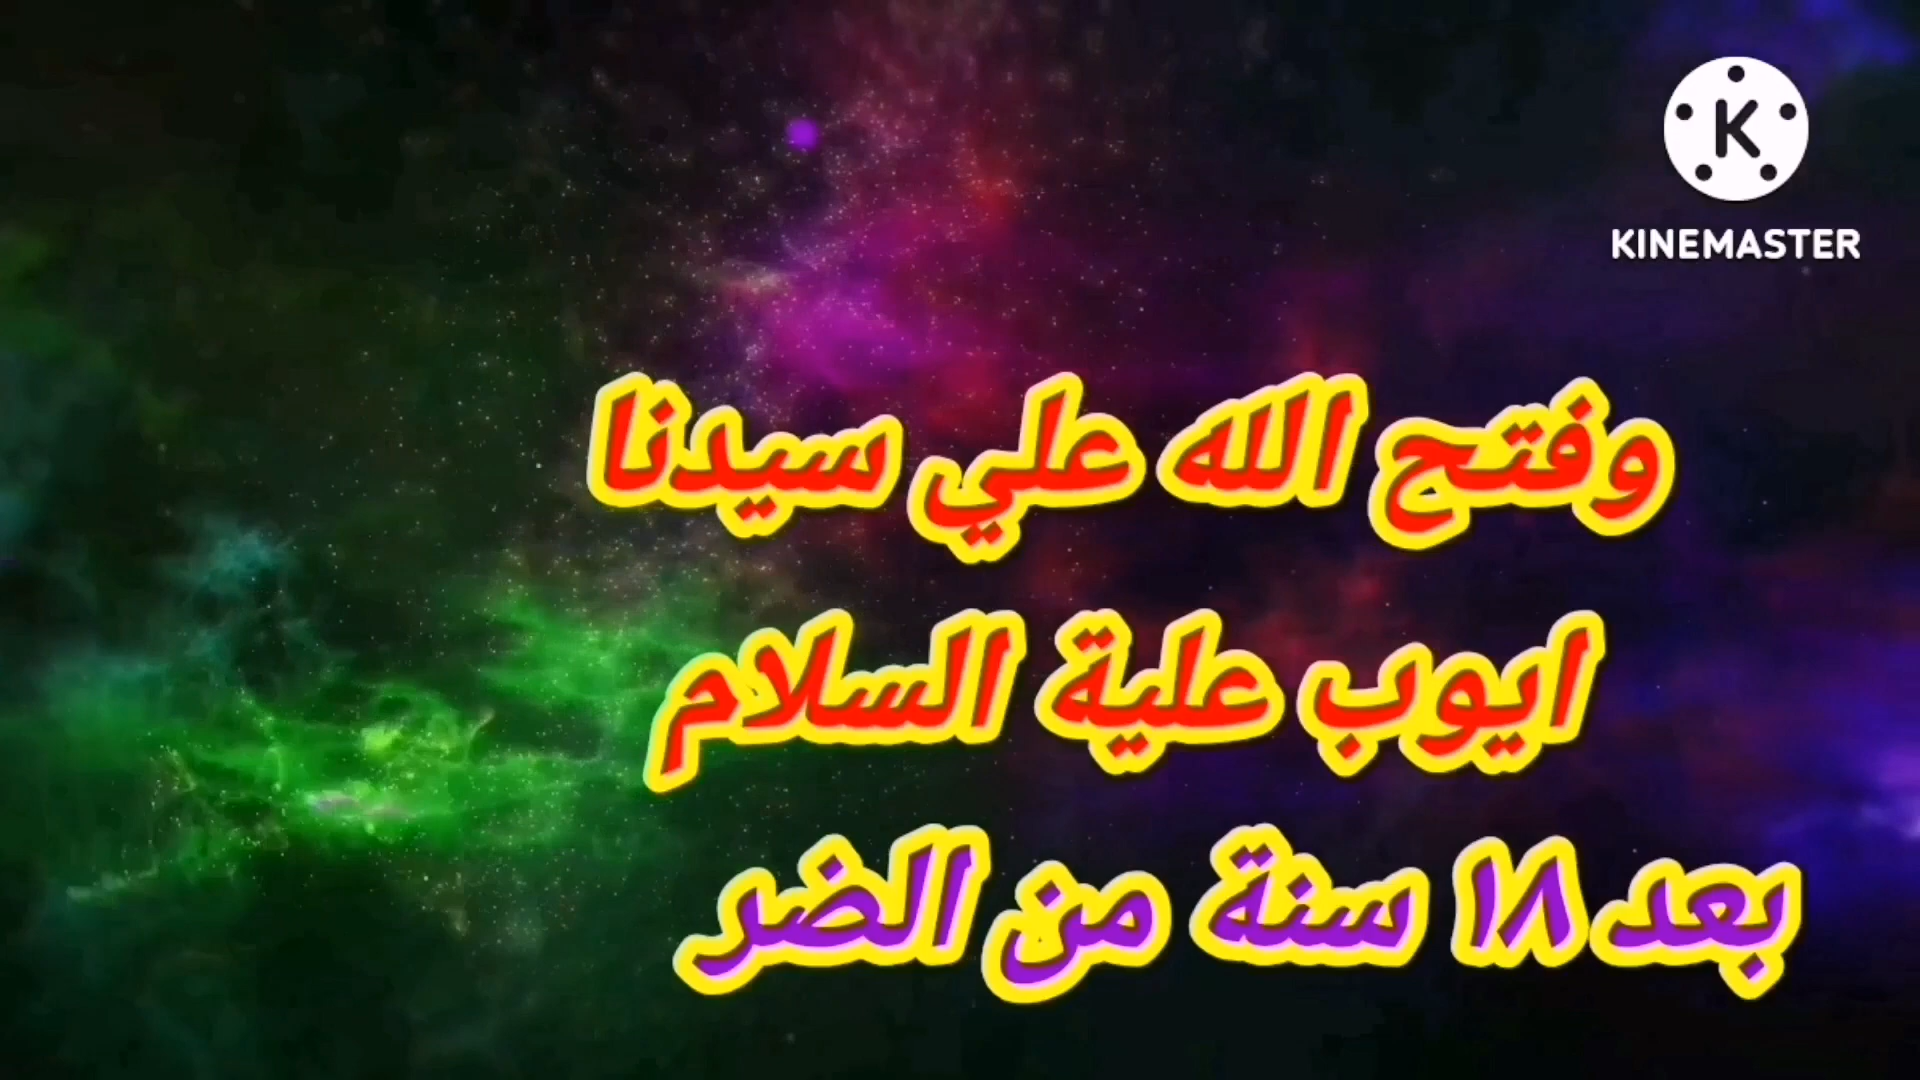 KINEMASTER
وفتح الله علي سيدنا
ايوب علية السلام
بعد ١٨ سنة من الضر